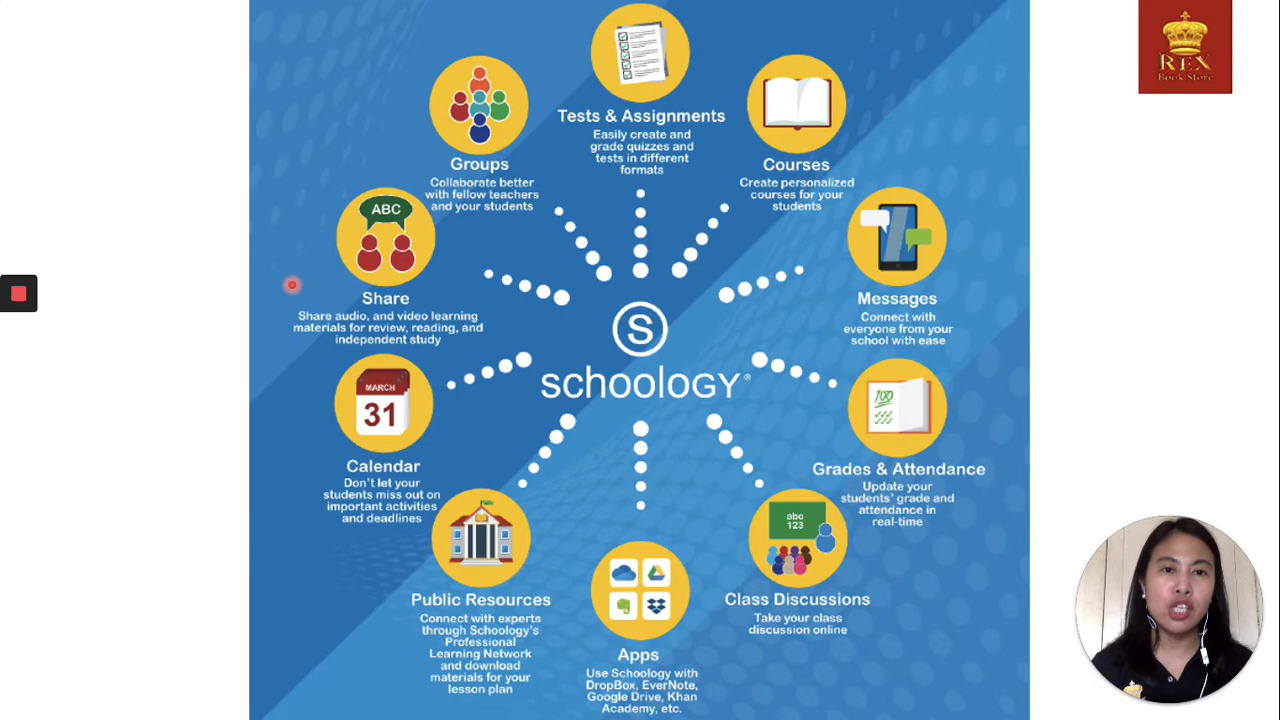 Tests & Assignments
Easily create and
grade quizzes and
tests in different
formats
Groups
Collaborate better
with fellow teachers
and your students
Courses
Create personalized
courses for your
students
ABC
Share
Share audio, and video learning
materials for review, reading, and
independent study
Messages
Connect with
everyone from your
school with ease
S
schoology®
MARCH
31
Calendar
Don't let your
students miss out on
important activities
and deadlines
100
Grades & Attendance
Update your
students' grade and
attendance in
real-time
Public Resources
Connect with experts
through Schoology's
Professional
Learning Network
and download
materials for your
lesson plan
Apps
Use Schoology with
DropBox, EverNote,
Google Drive, Khan
Academy, etc.
abc
123
Class Discussions
Take your class
discussion online
REX
Book Store